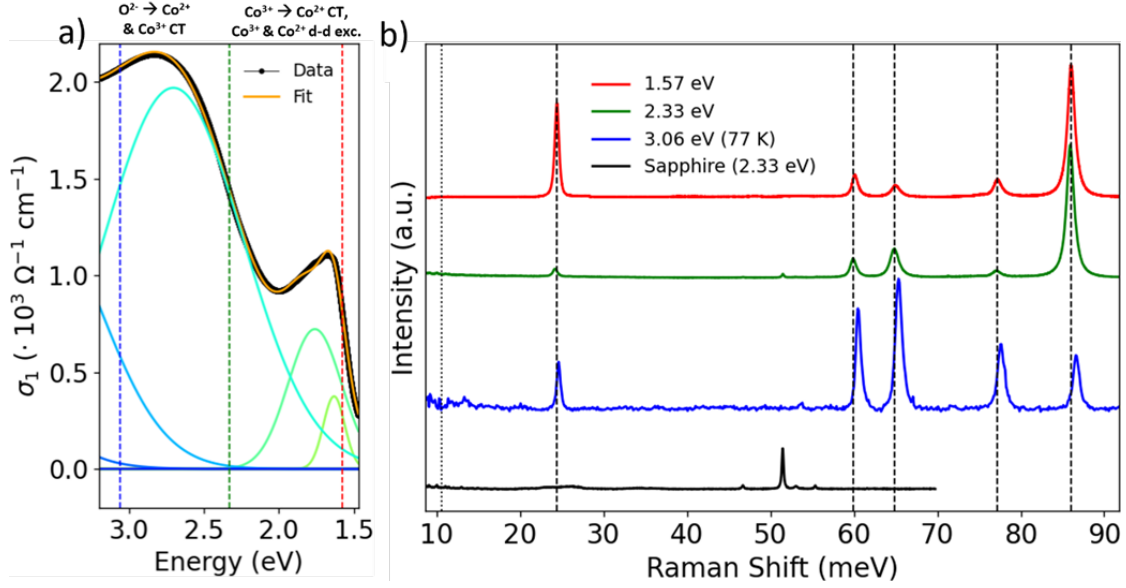 O²⁻ → Co²⁺
& Co³⁺ CT
Co³⁺ → Co²⁺ CT,
Co³⁺ & Co²⁺ d-d exc.
a)
Data
Fit
2.0
1.5
1.0
0.5
0.0
σ₁ (· 10³ Ω⁻¹ cm⁻¹)
3.0 2.5 2.0 1.5
Energy (eV)
b)
1.57 eV
2.33 eV
3.06 eV (77 K)
Sapphire (2.33 eV)
Intensity (a.u.)
10 20 30 40 50 60 70 80 90
Raman Shift (meV)